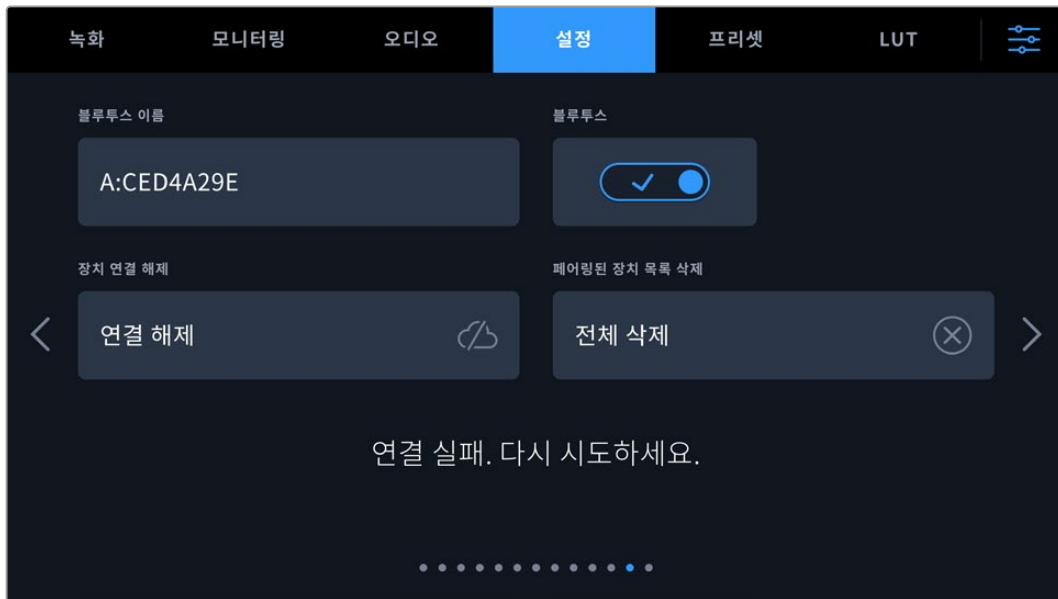 녹화 모니터링 오디오 설정 프리셋 LUT
블루투스 이름 블루투스
A:CED4A29E
장치 연결 해제 페어링된 장치 목록 삭제
연결 해제 전체 삭제
연결 실패. 다시 시도하세요.